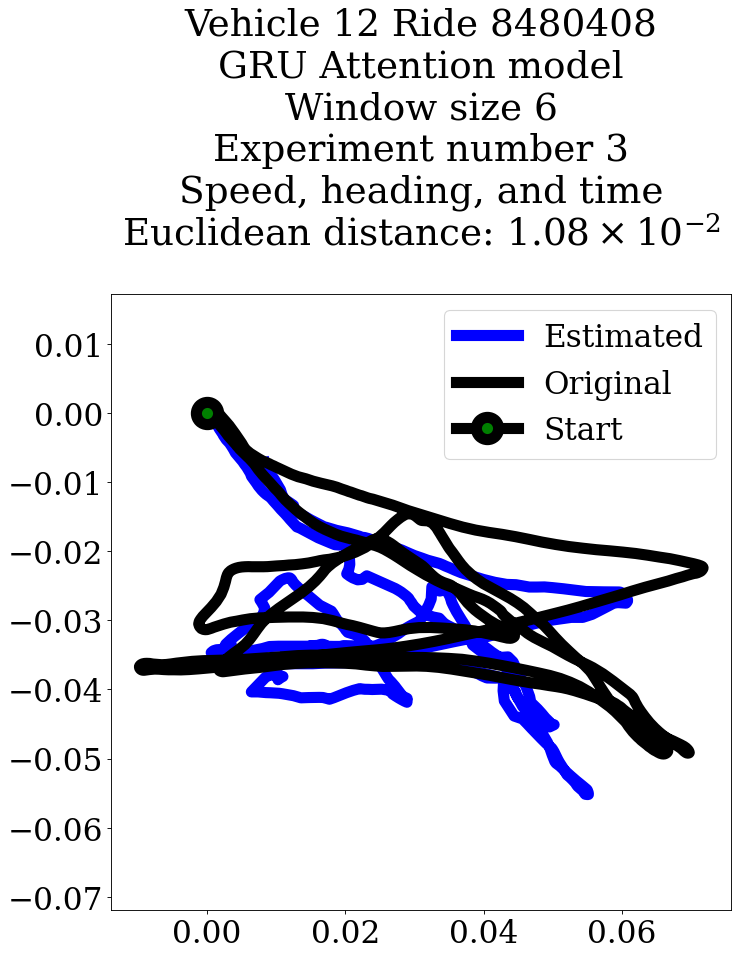 Vehicle 12 Ride 8480408
GRU Attention model
Window size 6
Experiment number 3
Speed, heading, and time
Euclidean distance: 1.08 × 10⁻²
Estimated
Original
Start
0.01
0.00
−0.01
−0.02
−0.03
−0.04
−0.05
−0.06
−0.07
0.00 0.02 0.04 0.06